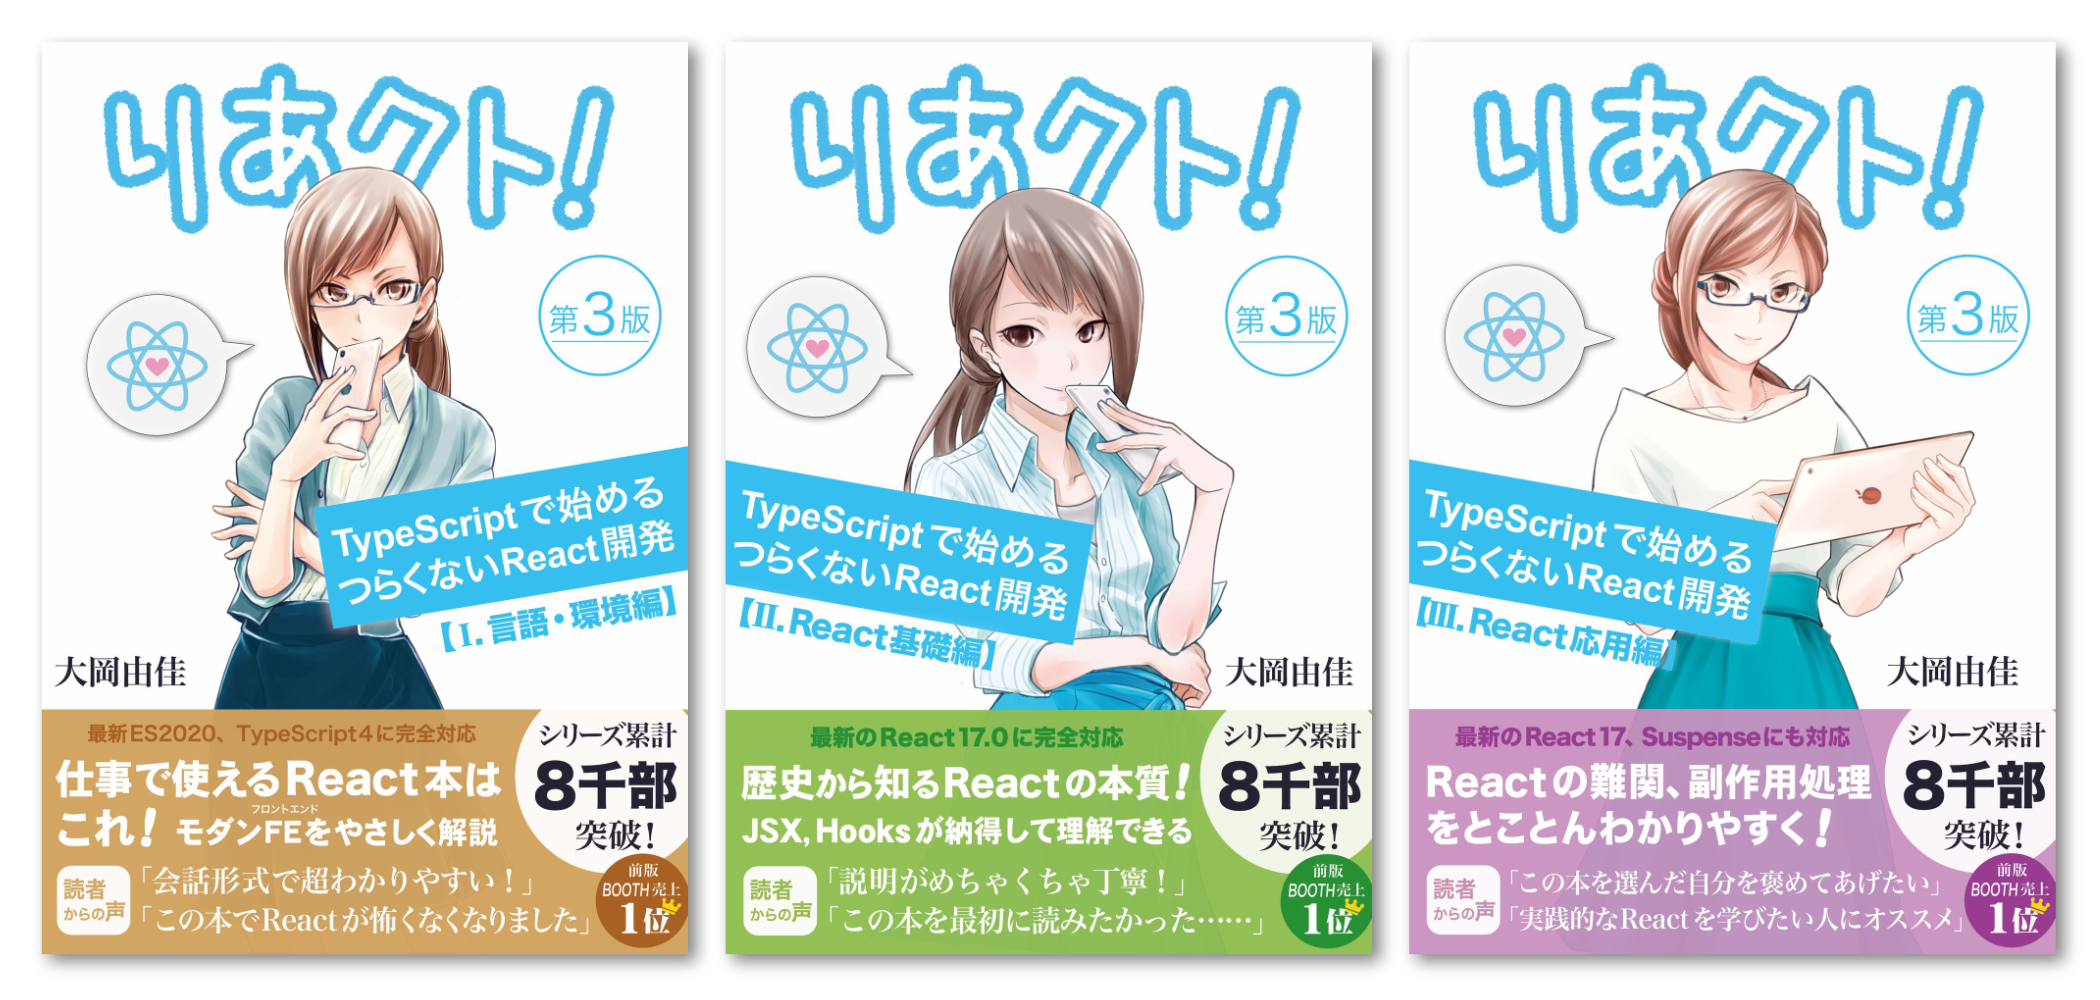 りあクト!
第3版
TypeScriptで始める
つらくないReact開発
【I.言語・環境編】
大岡由佳
最新ES2020、TypeScript4に完全対応
仕事で使えるReact本は
これ! モダンFEをやさしく解説
フロントエンド
シリーズ累計
8千部
突破!
読者
からの声
「会話形式で超わかりやすい!」
「この本でReactが怖くなくなりました」
前版
BOOTH売上
1位
りあクト!
第3版
TypeScriptで始める
つらくないReact開発
【II.React基礎編】
大岡由佳
最新のReact17.0に完全対応
歴史から知るReactの本質!
JSX, Hooksが納得して理解できる
シリーズ累計
8千部
突破!
読者
からの声
「説明がめちゃくちゃ丁寧!」
「この本を最初に読みたかった……」
前版
BOOTH売上
1位
りあクト!
第3版
TypeScriptで始める
つらくないReact開発
【III.React応用編】
大岡由佳
最新のReact17、Suspenseにも対応
Reactの難関、副作用処理
をとことんわかりやすく!
シリーズ累計
8千部
突破!
読者
からの声
「この本を選んだ自分を褒めてあげたい」
「実践的なReactを学びたい人にオススメ」
前版
BOOTH売上
1位